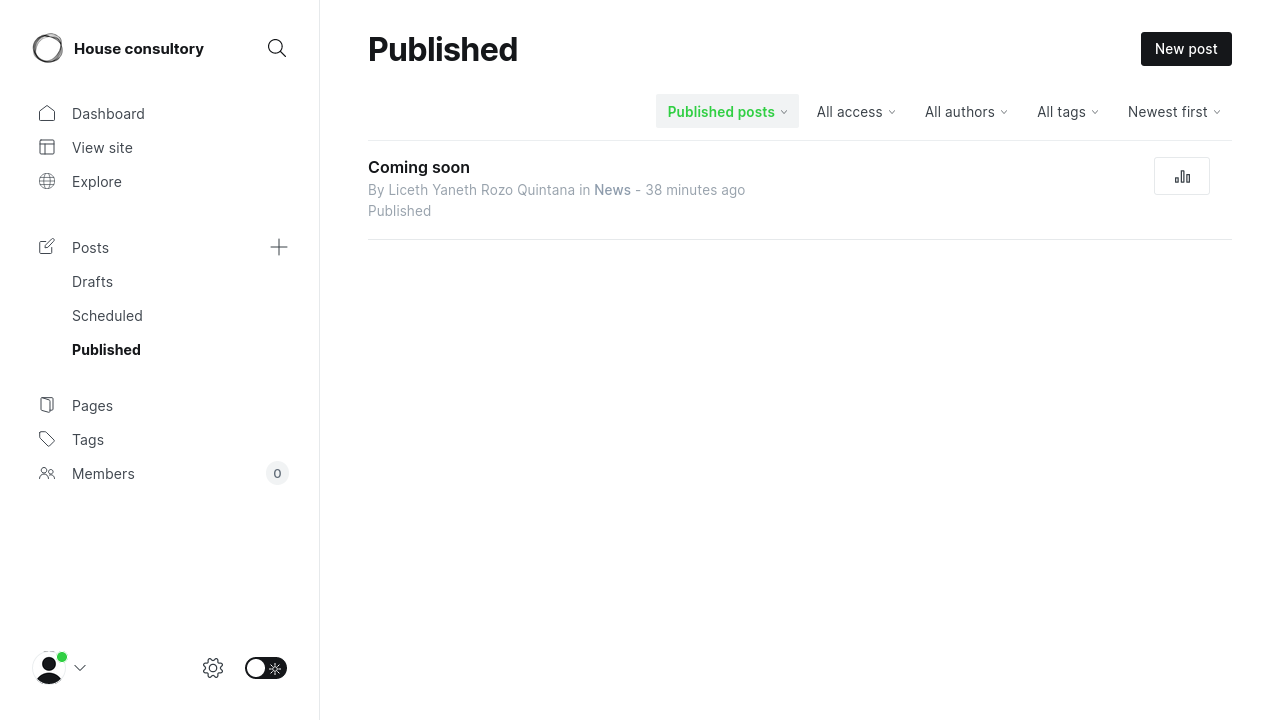 House consultory
Dashboard
View site
Explore
Posts
Drafts
Scheduled
Published
Pages
Tags
Members 0
Published
New post
Published posts All access All authors All tags Newest first
Coming soon
By Liceth Yaneth Rozo Quintana in News - 38 minutes ago
Published